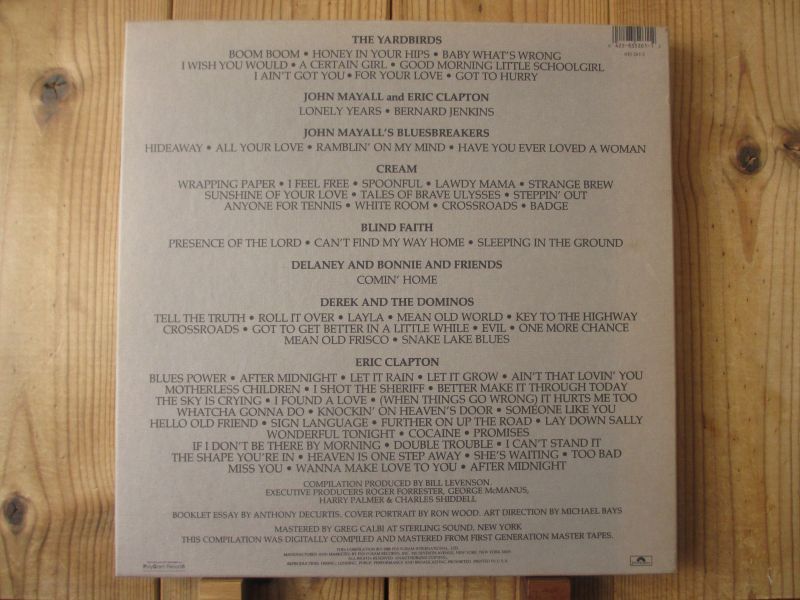 THE YARDBIRDS
BOOM BOOM • HONEY IN YOUR HIPS • BABY WHAT'S WRONG
I WISH YOU WOULD • A CERTAIN GIRL • GOOD MORNING LITTLE SCHOOLGIRL
I AIN'T GOT YOU • FOR YOUR LOVE • GOT TO HURRY
JOHN MAYALL and ERIC CLAPTON
LONELY YEARS • BERNARD JENKINS
JOHN MAYALL'S BLUESBREAKERS
HIDEAWAY • ALL YOUR LOVE • RAMBLIN' ON MY MIND • HAVE YOU EVER LOVED A WOMAN
CREAM
WRAPPING PAPER • I FEEL FREE • SPOONFUL • LAWDY MAMA • STRANGE BREW
SUNSHINE OF YOUR LOVE • TALES OF BRAVE ULYSSES • STEPPIN' OUT
ANYONE FOR TENNIS • WHITE ROOM • CROSSROADS • BADGE
BLIND FAITH
PRESENCE OF THE LORD • CAN'T FIND MY WAY HOME • SLEEPING IN THE GROUND
DELANEY AND BONNIE AND FRIENDS
COMIN' HOME
DEREK AND THE DOMINOS
TELL THE TRUTH • ROLL IT OVER • LAYLA • MEAN OLD WORLD • KEY TO THE HIGHWAY
CROSSROADS • GOT TO GET BETTER IN A LITTLE WHILE • EVIL • ONE MORE CHANCE
MEAN OLD FRISCO • SNAKE LAKE BLUES
ERIC CLAPTON
BLUES POWER • AFTER MIDNIGHT • LET IT RAIN • LET IT GROW • AIN'T THAT LOVIN' YOU
MOTHERLESS CHILDREN • I SHOT THE SHERIFF • BETTER MAKE IT THROUGH TODAY
THE SKY IS CRYING • I FOUND A LOVE • (WHEN THINGS GO WRONG) IT HURTS ME TOO
WHATCHA GONNA DO • KNOCKIN' ON HEAVEN'S DOOR • SOMEONE LIKE YOU
HELLO OLD FRIEND • SIGN LANGUAGE • FURTHER ON UP THE ROAD • LAY DOWN SALLY
WONDERFUL TONIGHT • COCAINE • PROMISES
IF I DON'T BE THERE BY MORNING • DOUBLE TROUBLE • I CAN'T STAND IT
THE SHAPE YOU'RE IN • HEAVEN IS ONE STEP AWAY • SHE'S WAITING • TOO BAD
MISS YOU • WANNA MAKE LOVE TO YOU • AFTER MIDNIGHT
COMPILATION PRODUCED BY BILL LEVENSON.
EXECUTIVE PRODUCERS ROGER FORRESTER, GEORGE McMANUS,
HARRY PALMER & CHARLES SHIDDELL
BOOKLET ESSAY BY ANTHONY DECURTIS, COVER PORTRAIT BY RON WOOD. ART DIRECTION BY MICHAEL BAYS
MASTERED BY GREG CALBI AT STERLING SOUND, NEW YORK
THIS COMPILATION WAS DIGITALLY COMPILED AND MASTERED FROM FIRST GENERATION MASTER TAPES.
PolyGram Records